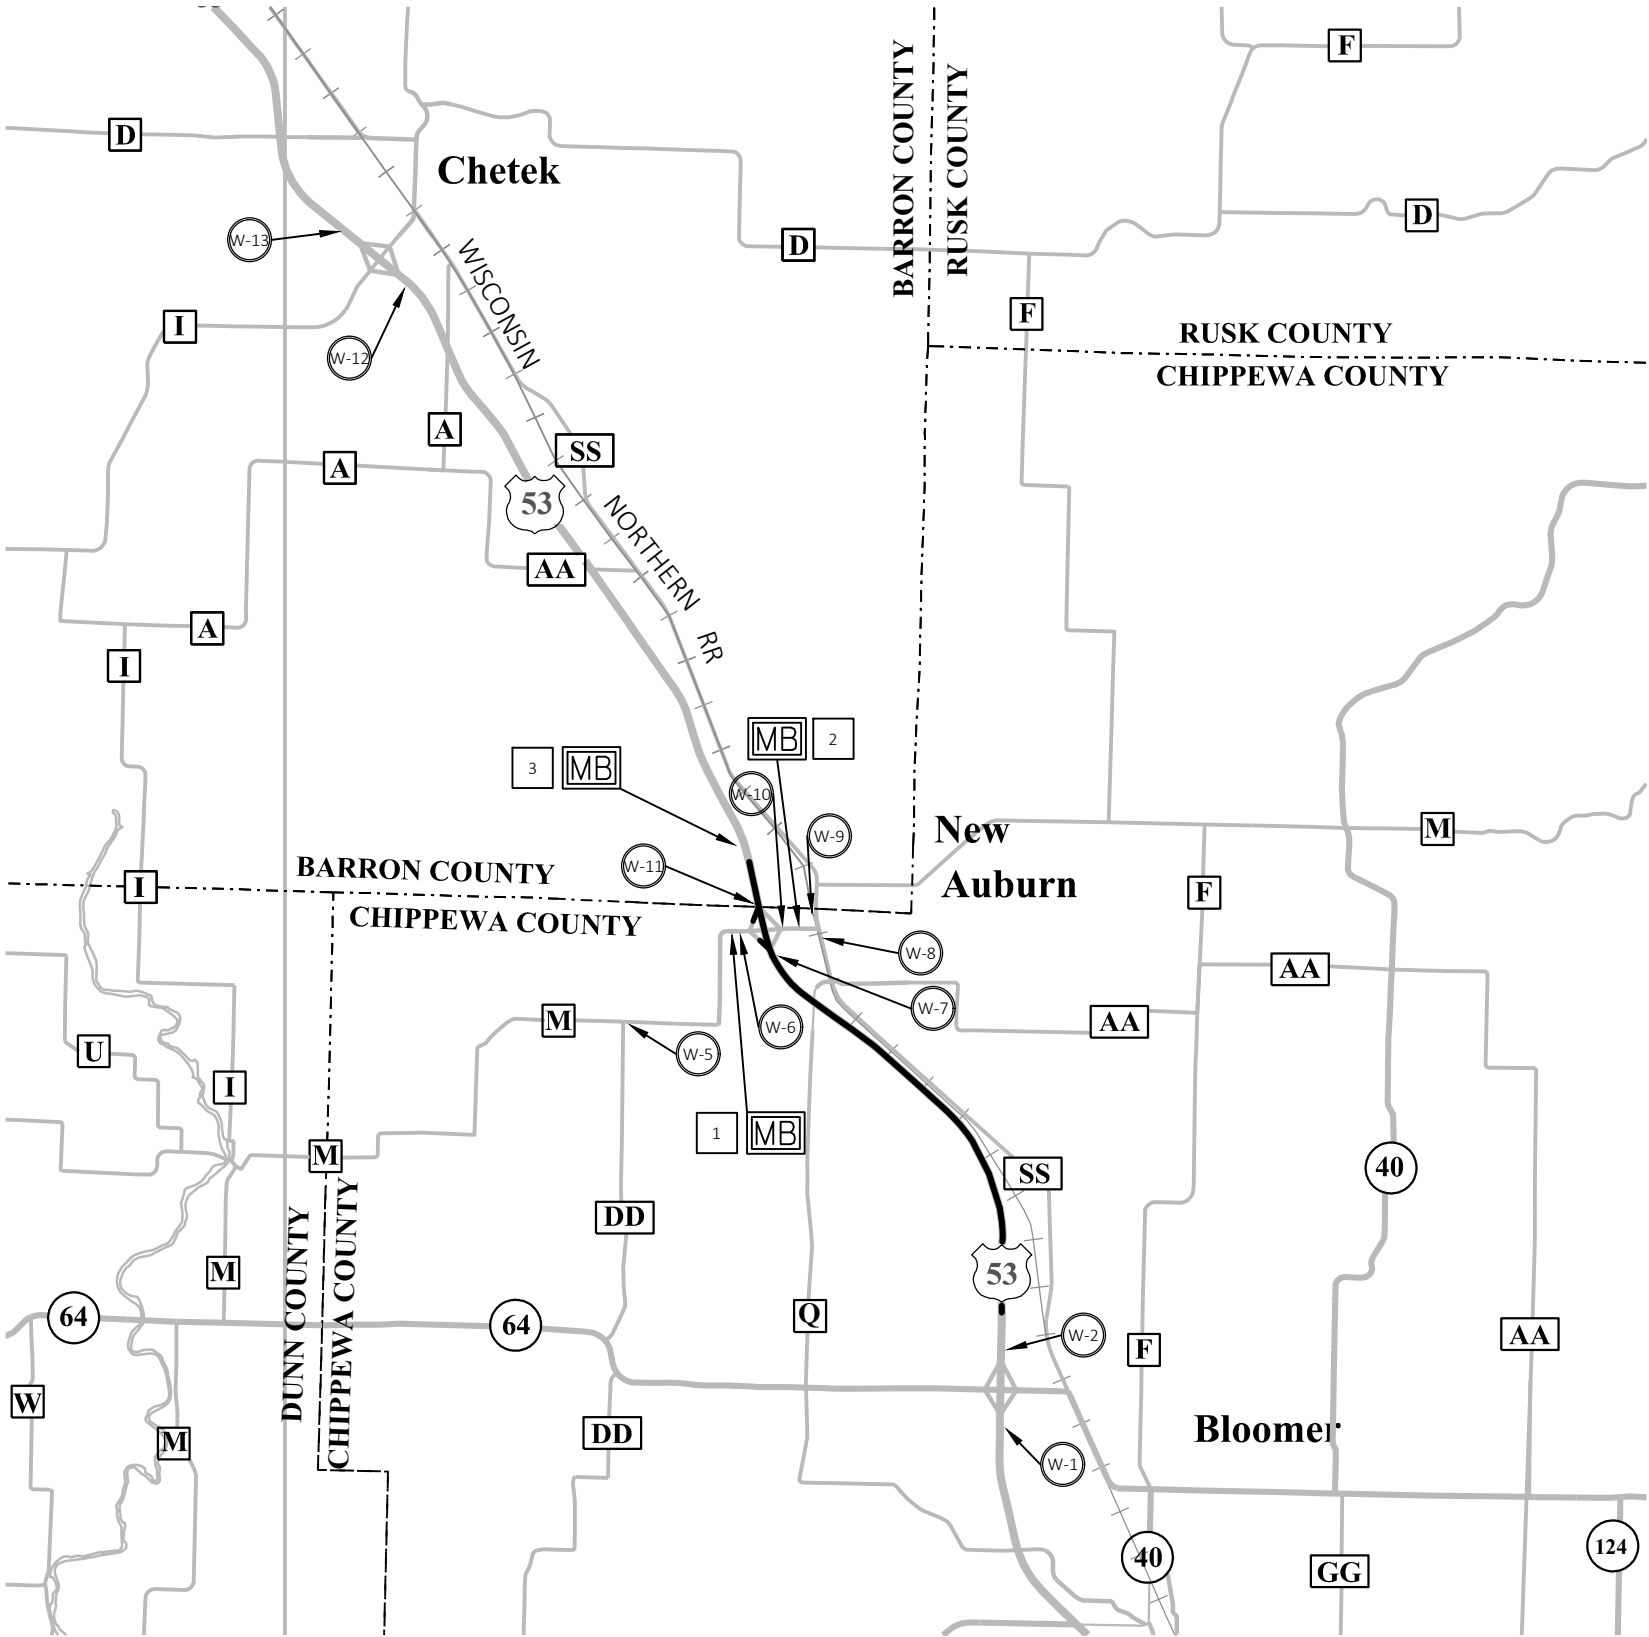 F
D
Chetek
BARRON COUNTY
RUSK COUNTY
D
D
W-13
WISCONSIN
I
F
RUSK COUNTY
CHIPPEWA COUNTY
W-12
A
A
SS
53
NORTHERN
AA
A
RR
I
MB
2
3
MB
W-10
W-9
New
Auburn
M
W-11
BARRON COUNTY
CHIPPEWA COUNTY
I
F
W-8
AA
W-7
M
W-6
AA
U
W-5
I
1
MB
M
SS
40
DD
DUNN COUNTY
CHIPPEWA COUNTY
M
53
64
64
Q
W-2
F
AA
W
DD
Bloomer
M
W-1
40
GG
124